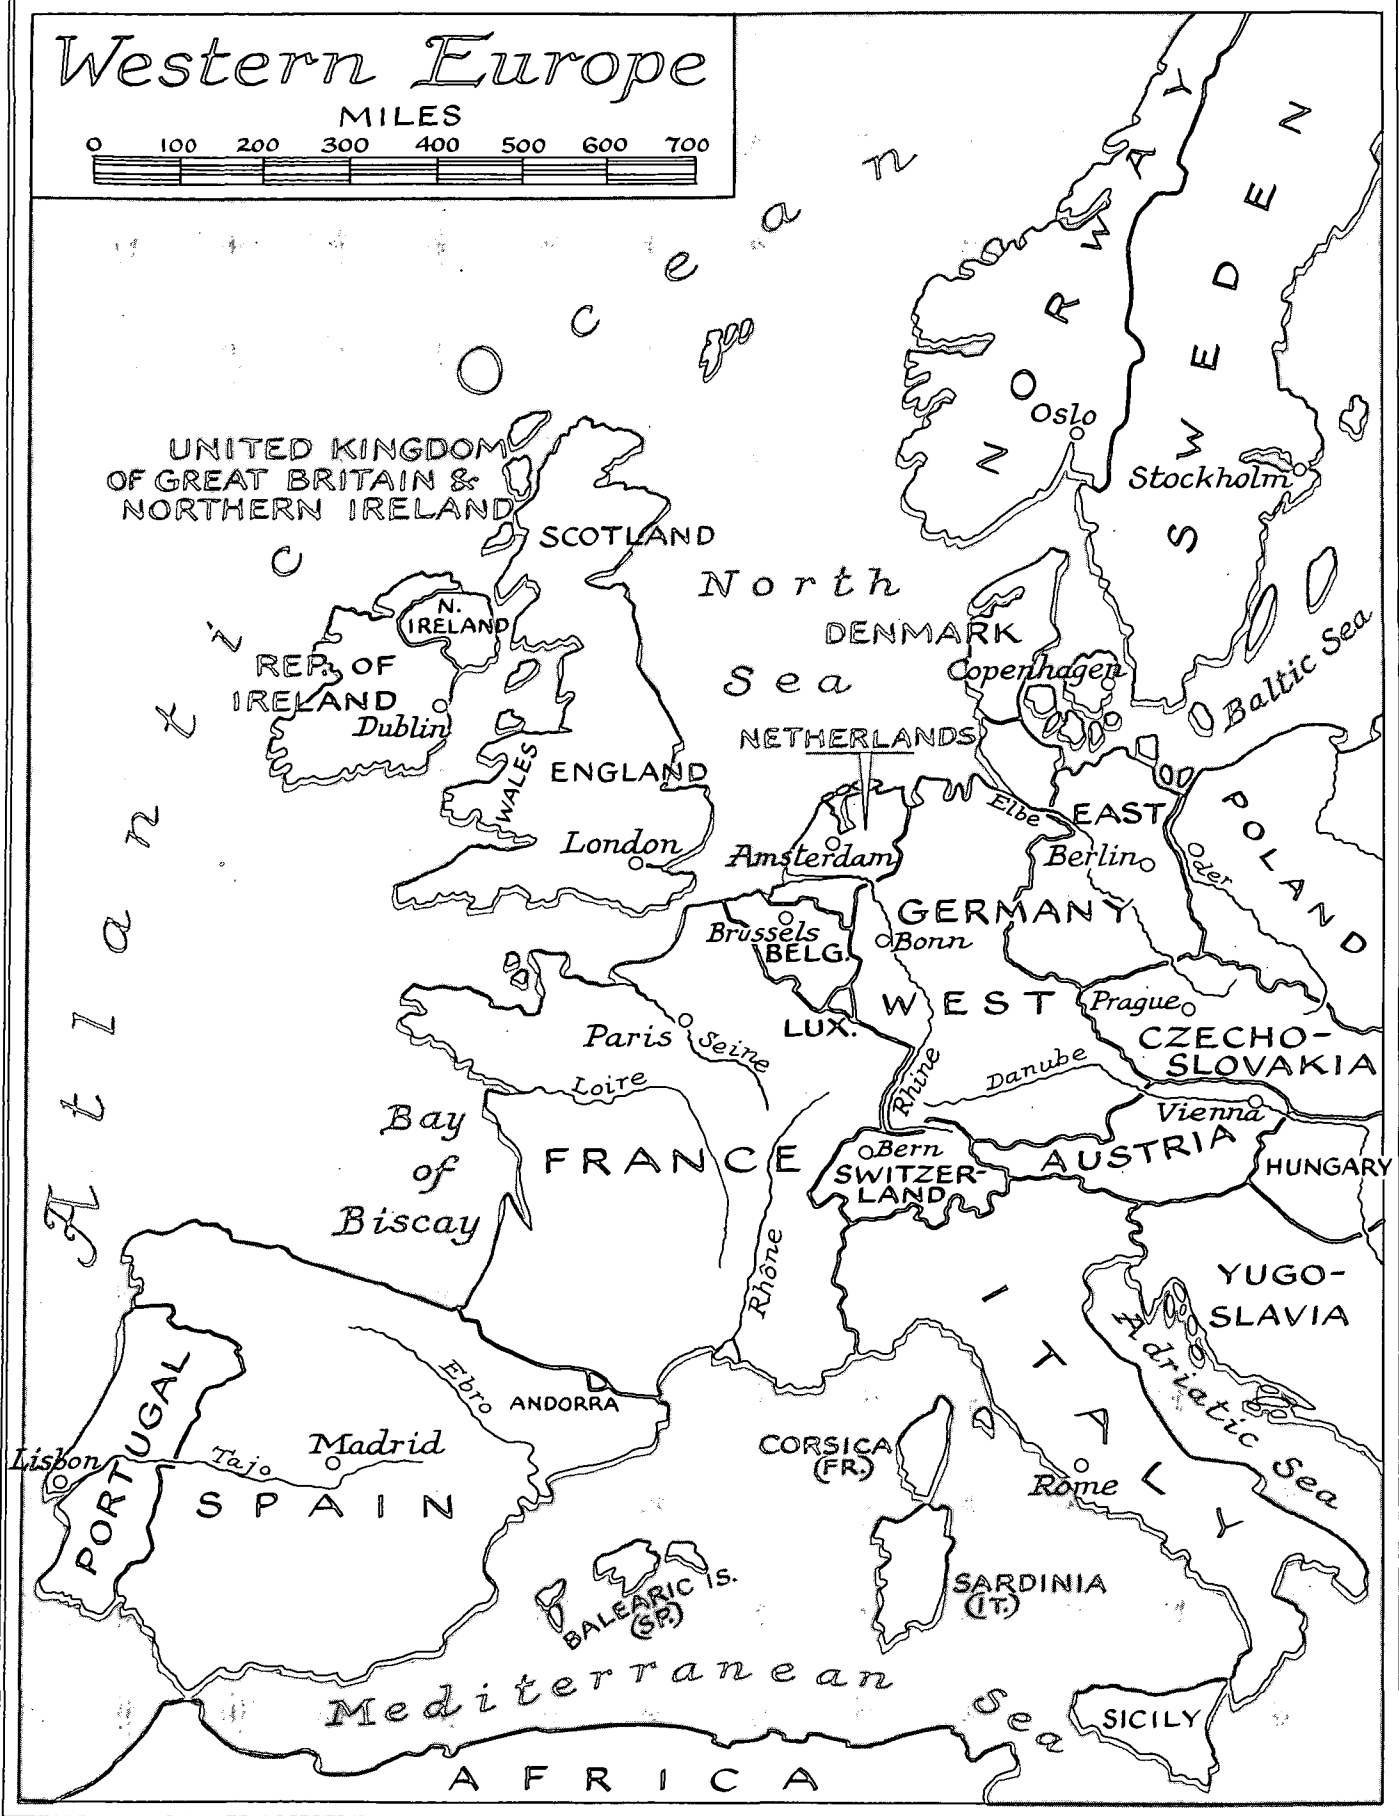 Western Europe
MILES
0 100 200 300 400 500 600 700
Atlantic Ocean
NORWAY
SWEDEN
Oslo
Stockholm
UNITED KINGDOM
OF GREAT BRITAIN &
NORTHERN IRELAND
SCOTLAND
North
Sea
N.
IRELAND
REP. OF
IRELAND
Dublin
DENMARK
Copenhagen
Baltic Sea
NETHERLANDS
WALES
ENGLAND
London
Amsterdam
Elbe
EAST
Berlin
Oder
POLAND
GERMANY
Brussels
BELG.
Bonn
WEST
Prague
CZECHO-
SLOVAKIA
LUX.
Paris
Seine
Loire
Rhine
Danube
Vienna
Bay
of
Biscay
FRANCE
Bern
SWITZER-
LAND
AUSTRIA
HUNGARY
Rhône
YUGO-
SLAVIA
ITALY
Adriatic Sea
Ebro
ANDORRA
PORTUGAL
Lisbon
Tajo
Madrid
SPAIN
CORSICA
(FR.)
Rome
BALEARIC IS.
(SP.)
SARDINIA
(IT.)
Mediterranean Sea
SICILY
AFRICA